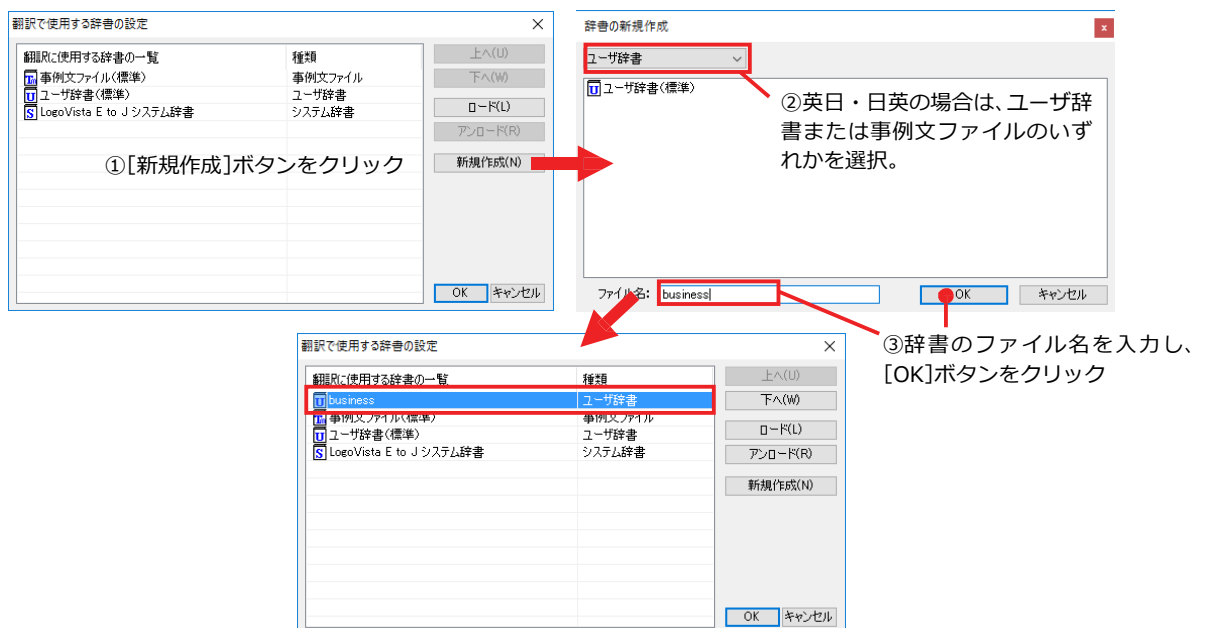 翻訳で使用する辞書の設定
翻訳に使用する辞書の一覧 種類
事例文ファイル(標準) 事例文ファイル
ユーザ辞書(標準) ユーザ辞書
LogoVista E to J システム辞書 システム辞書
上へ(U)
下へ(W)
ロード(L)
アンロード(R)
新規作成(N)
①[新規作成]ボタンをクリック
OK キャンセル
辞書の新規作成
ユーザ辞書
ユーザ辞書(標準)
②英日・日英の場合は、ユーザ辞
書または事例文ファイルのいず
れかを選択。
ファイル名: business
OK キャンセル
③辞書のファイル名を入力し、
[OK]ボタンをクリック
翻訳で使用する辞書の設定
翻訳に使用する辞書の一覧 種類
business ユーザ辞書
事例文ファイル(標準) 事例文ファイル
ユーザ辞書(標準) ユーザ辞書
LogoVista E to J システム辞書 システム辞書
上へ(U)
下へ(W)
ロード(L)
アンロード(R)
新規作成(N)
OK キャンセル